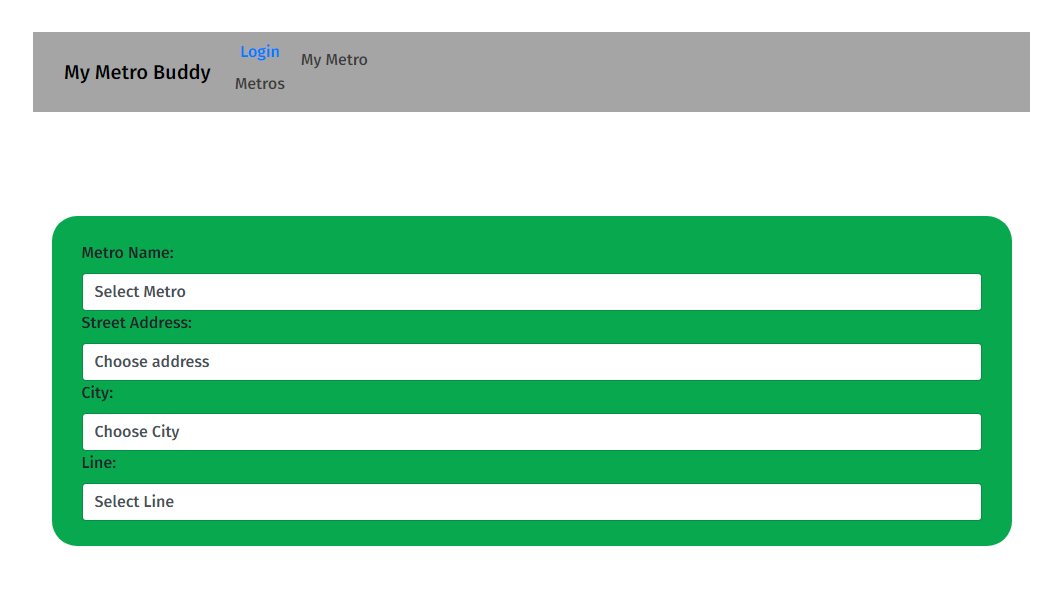 My Metro Buddy
Login
Metros
My Metro
Metro Name:
Select Metro
Street Address:
Choose address
City:
Choose City
Line:
Select Line